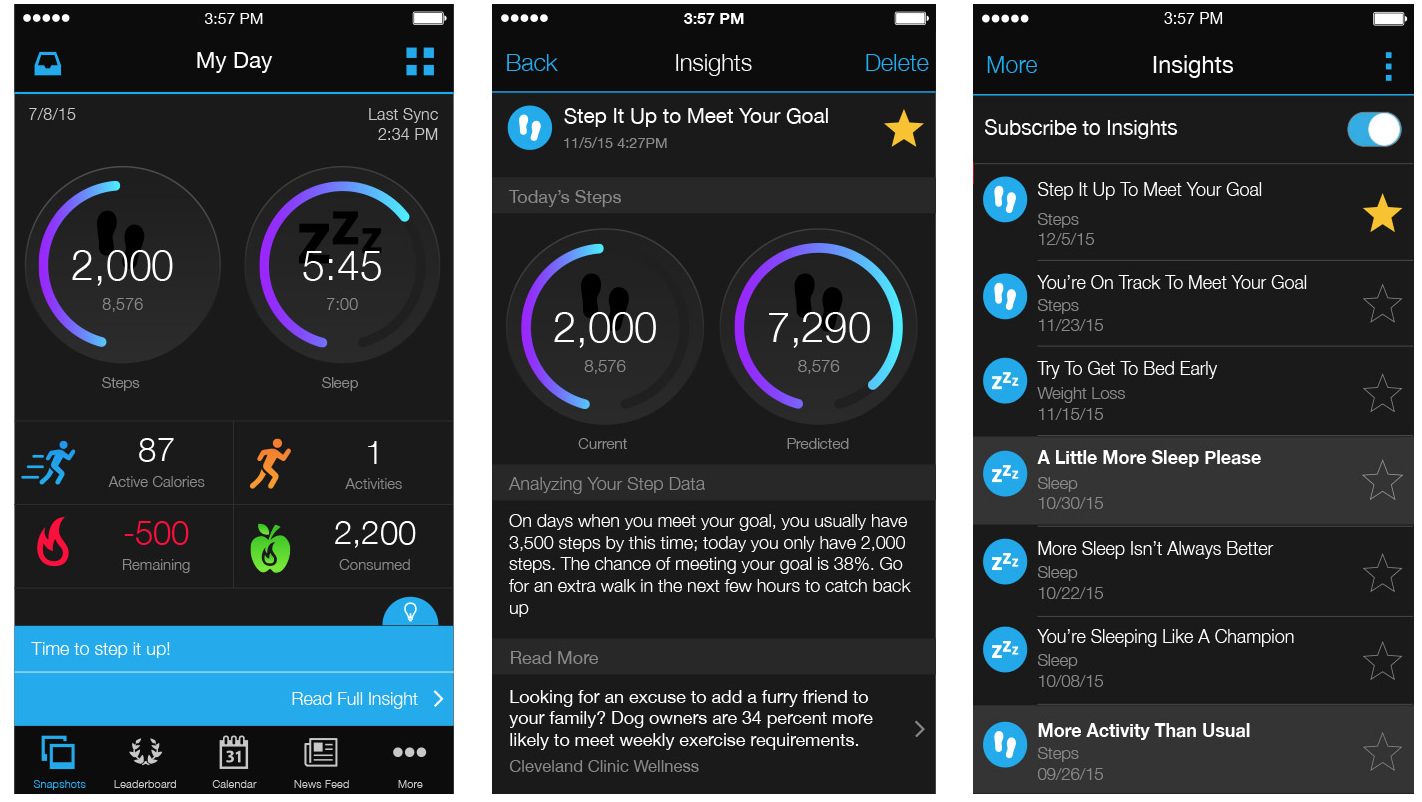 3:57 PM
My Day
7/8/15
Last Sync
2:34 PM
2,000
8,576
Steps
zzz
5:45
7:00
Sleep
87
Active Calories
1
Activities
-500
Remaining
2,200
Consumed
Time to step it up!
Read Full Insight
31
Snapshots
Leaderboard
Calendar
News Feed
More
3:57 PM
Back
Insights
Delete
Step It Up to Meet Your Goal
11/5/15 4:27PM
Today's Steps
2,000
8,576
Current
7,290
8,576
Predicted
Analyzing Your Step Data
On days when you meet your goal, you usually have
3,500 steps by this time; today you only have 2,000
steps. The chance of meeting your goal is 38%. Go
for an extra walk in the next few hours to catch back
up
Read More
Looking for an excuse to add a furry friend to
your family? Dog owners are 34 percent more
likely to meet weekly exercise requirements.
Cleveland Clinic Wellness
3:57 PM
More
Insights
Subscribe to Insights
Step It Up To Meet Your Goal
Steps
12/5/15
You're On Track To Meet Your Goal
Steps
11/23/15
zzz
Try To Get To Bed Early
Weight Loss
11/15/15
zzz
A Little More Sleep Please
Sleep
10/30/15
zzz
More Sleep Isn't Always Better
Sleep
10/22/15
zzz
You're Sleeping Like A Champion
Sleep
10/08/15
More Activity Than Usual
Steps
09/26/15